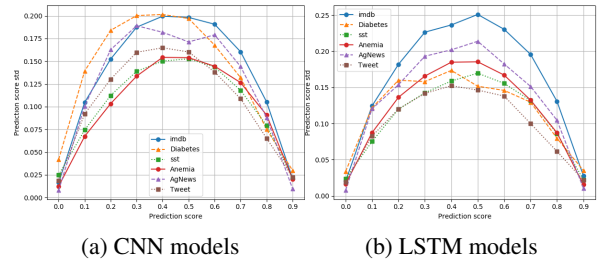 0.200
0.175
0.150
0.125
0.100
0.075
0.050
0.025
0.000
Prediction score std
imdb
Diabetes
sst
Anemia
AgNews
Tweet
0.0 0.1 0.2 0.3 0.4 0.5 0.6 0.7 0.8 0.9
Prediction score
(a) CNN models
0.25
0.20
0.15
0.10
0.05
0.00
Prediction score std
imdb
Diabetes
sst
Anemia
AgNews
Tweet
0.0 0.1 0.2 0.3 0.4 0.5 0.6 0.7 0.8 0.9
Prediction score
(b) LSTM models